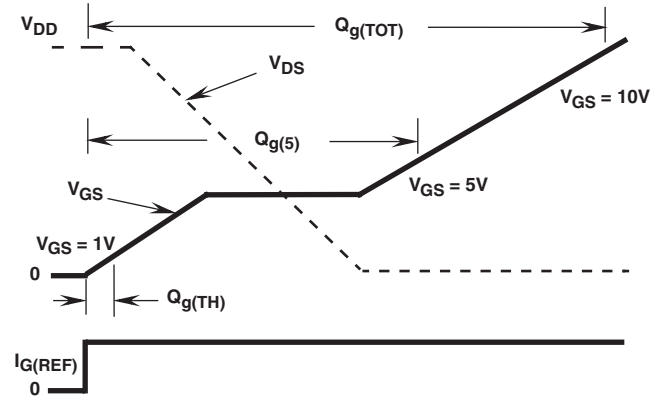 V_DD
Q_g(TOT)
V_DS
V_GS = 10V
Q_g(5)
V_GS
V_GS = 5V
V_GS = 1V
0
Q_g(TH)
I_G(REF)
0